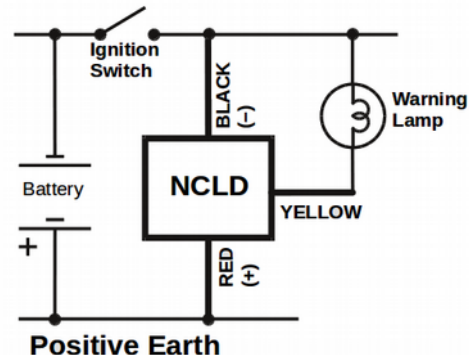 Ignition
Switch
BLACK
(–)
Warning
Lamp
Battery
NCLD
YELLOW
+
RED
(+)
Positive Earth